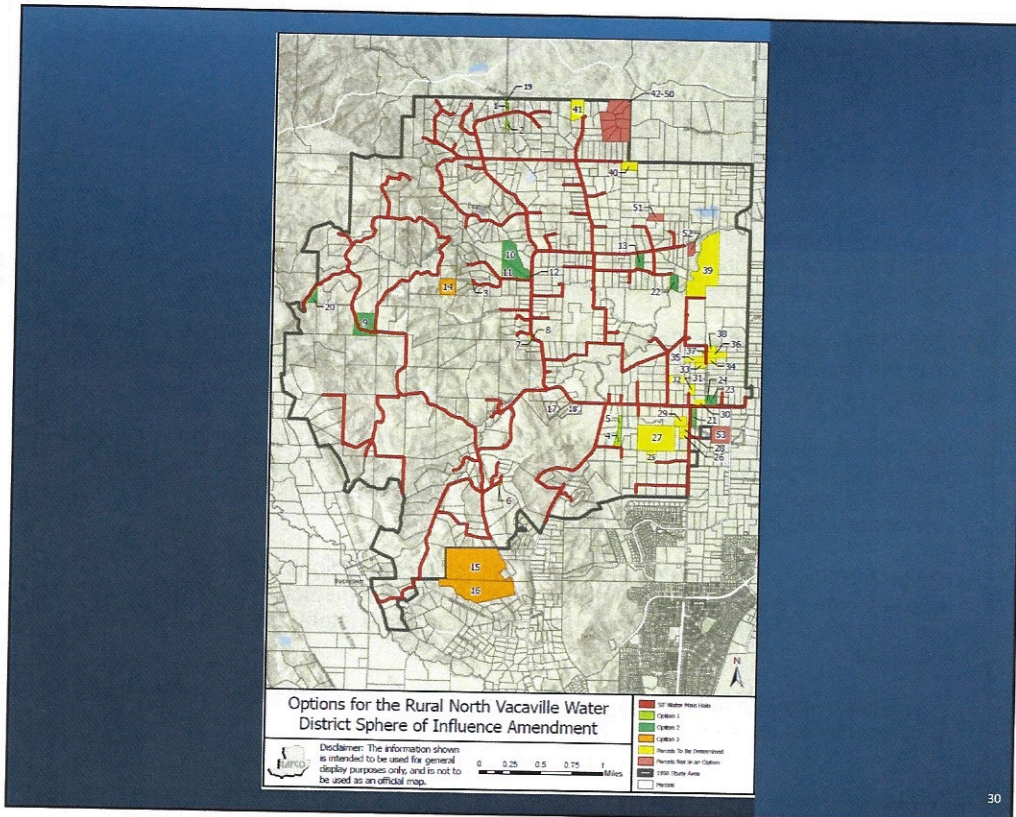 19
42-50
1
41
2
40
51
13
52
10
39
11
12
14
3
22
20
9
8
7
38
37
36
35
34
33
32
31
24
23
17
18
5
29
30
21
4
27
53
28
25
26
6
15
16
N
Options for the Rural North Vacaville Water
District Sphere of Influence Amendment
Disclaimer: The information shown
is intended to be used for general
display purposes only, and is not to
be used as an official map.
0 0.25 0.5 0.75 1
Miles
50' Water Main Halo
Option 1
Option 2
Option 3
Parcels To Be Determined
Parcels Not in an Option
Study Area
Parcels
30